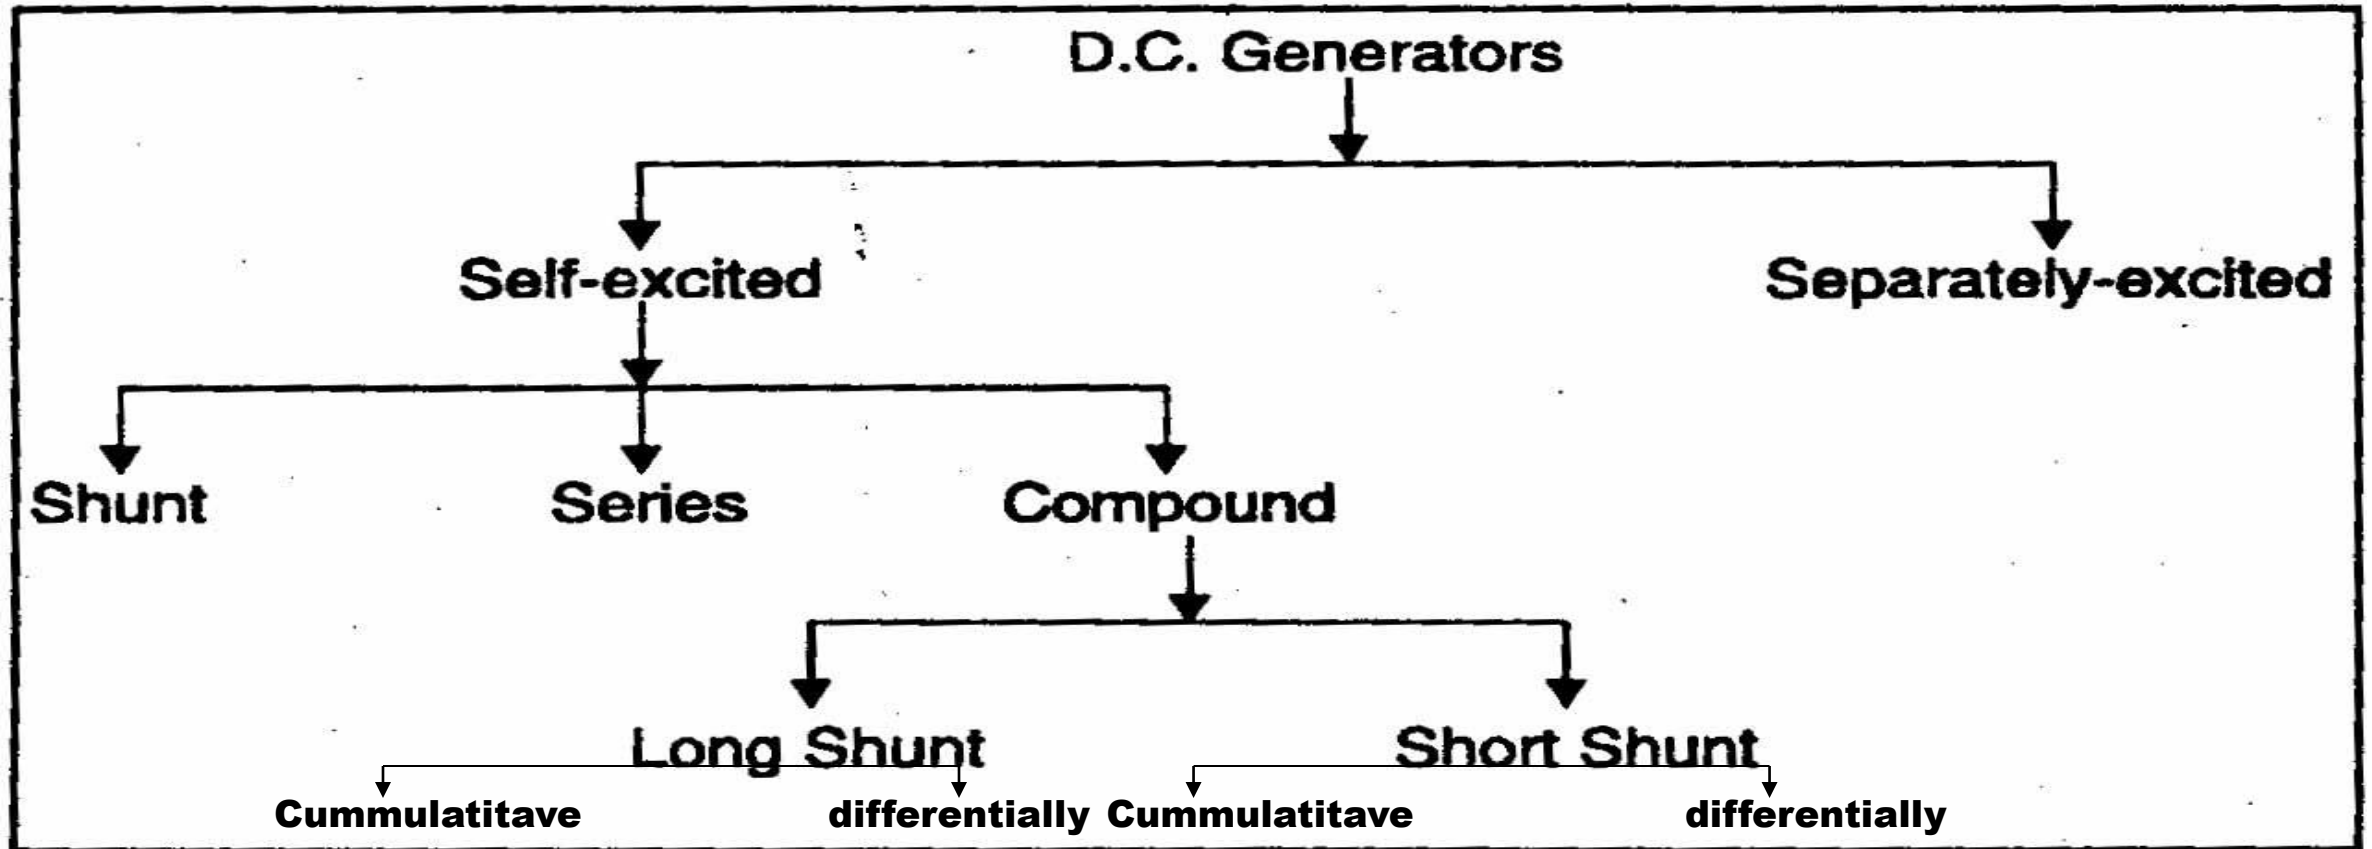 D.C. Generators
Self-excited Separately-excited
Shunt Series Compound
Long Shunt Short Shunt
Cummulatitave differentially Cummulatitave differentially